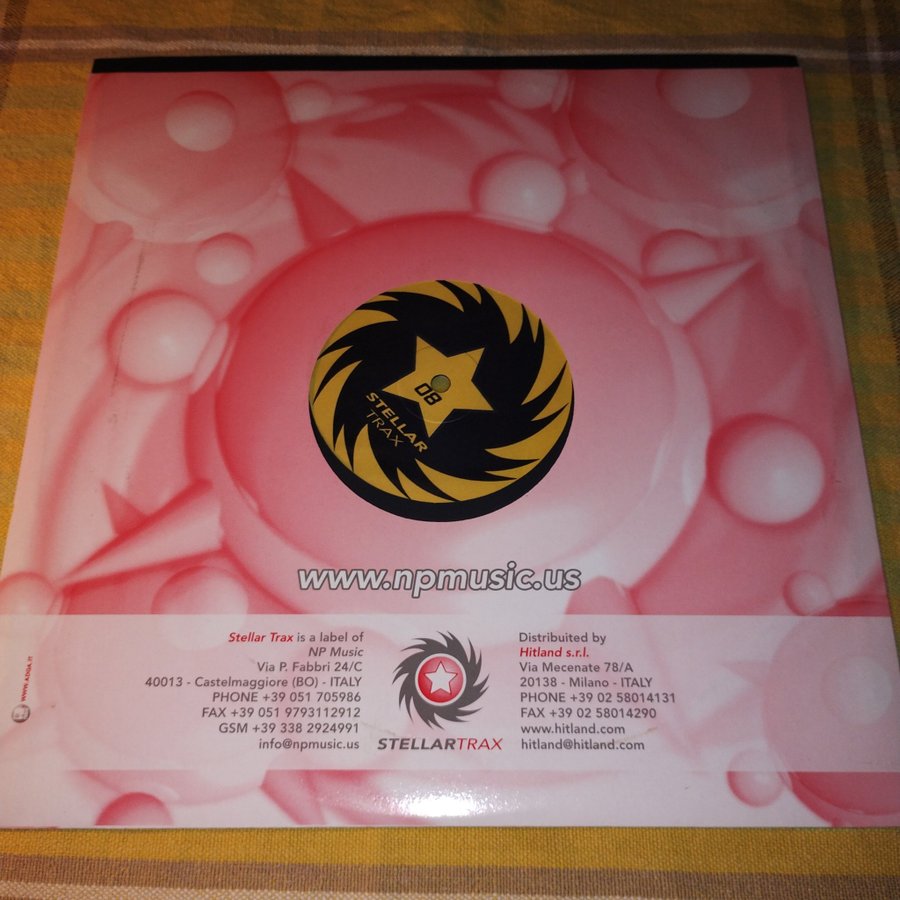 08
STELLAR
TRAX
www.npmusic.us
Stellar Trax is a label of
NP Music
Via P. Fabbri 24/C
40013 - Castelmaggiore (BO) - ITALY
PHONE +39 051 705986
FAX +39 051 9793112912
GSM +39 338 2924991
info@npmusic.us
STELLARTRAX
Distribuited by
Hitland s.r.l.
Via Mecenate 78/A
20138 - Milano - ITALY
PHONE +39 02 58014131
FAX +39 02 58014290
www.hitland.com
hitland@hitland.com